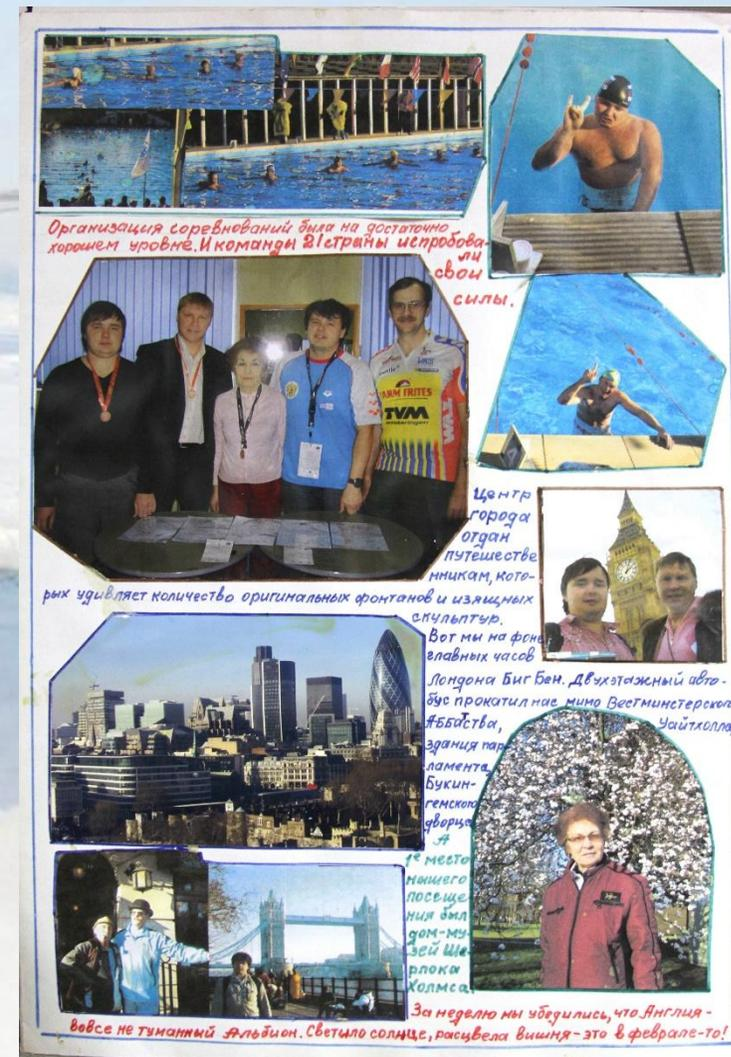 Организация соревнований была на достаточно
хорошем уровне. И команды 21 страны испробова-
ли
свои
силы.
FARM FRITES
TVM
Центр
города
отдан
путешестве
нникам, кото-
рых удивляет количество оригинальных фонтанов и изящных
скульптур.
Вот мы на фоне
главных часов
Лондона Биг Бен. Двухэтажный авто-
бус прокатил нас мимо Вестминстерского
Аббатства, Уайтхолла,
здания пар
ламента,
Букин-
гемского
дворца
А
1е место
нашего
посеще
ния был
дом-му-
зей Ше-
рлока
Холмса.
За неделю мы убедились, что Англия -
вовсе не туманный Альбион. Светило солнце, расцвела вишня - это в феврале-то!